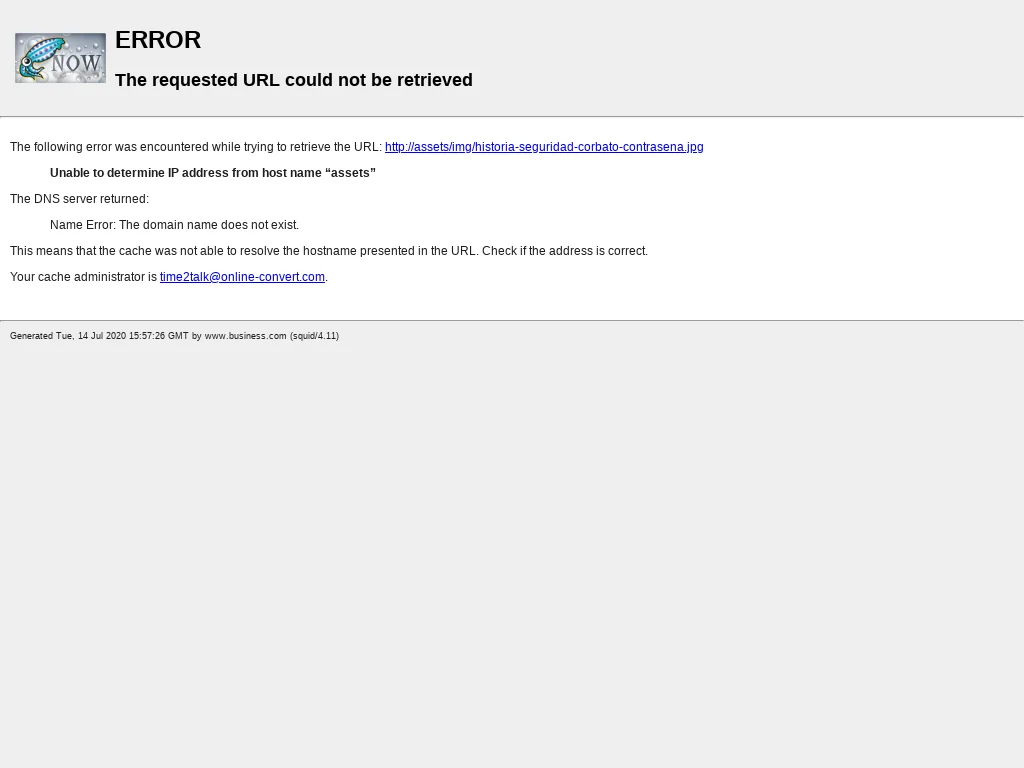 NOW
ERROR
The requested URL could not be retrieved
The following error was encountered while trying to retrieve the URL: http://assets/img/historia-seguridad-corbato-contrasena.jpg
Unable to determine IP address from host name “assets”
The DNS server returned:
Name Error: The domain name does not exist.
This means that the cache was not able to resolve the hostname presented in the URL. Check if the address is correct.
Your cache administrator is time2talk@online-convert.com.
Generated Tue, 14 Jul 2020 15:57:26 GMT by www.business.com (squid/4.11)